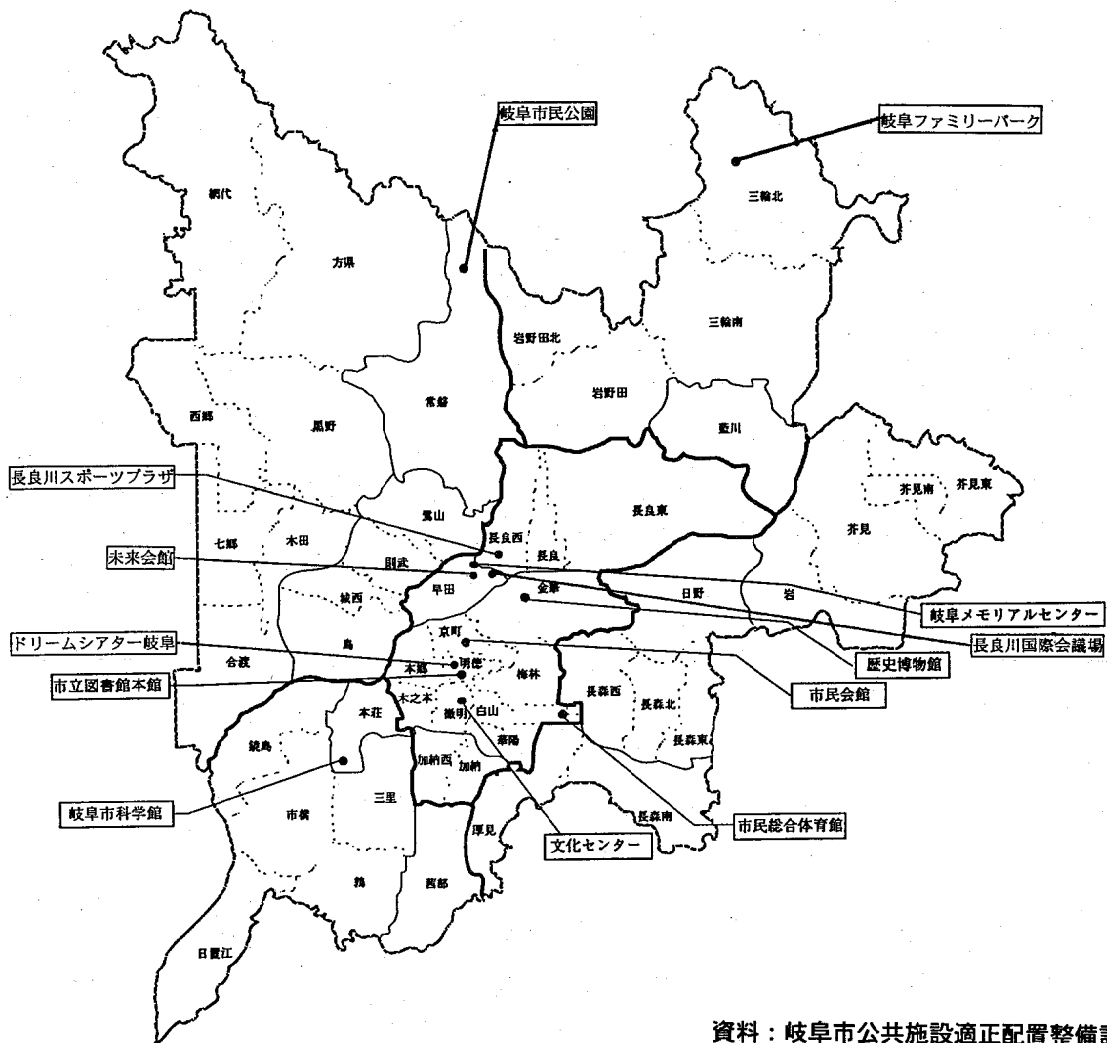 岐阜市民公園
岐阜ファミリーパーク
網代
三輪北
方県
三輪南
岩野田北
岩野田
常磐
西郷
黒野
藍川
長良川スポーツプラザ
芥見南
芥見東
鷺山
長良東
芥見
七郷
木田
長良西
長良
未来会館
則武
早田
金華
日野
岩
城西
岐阜メモリアルセンター
京町
ドリームシアター岐阜
島
長良川国際会議場
合渡
本郷
明徳
梅林
歴史博物館
市立図書館本館
木之本
長森西
長森北
市民会館
本荘
徹明
白山
鏡島
華陽
長森東
加納西
加納
岐阜市科学館
市橋
三里
厚見
長森南
市民総合体育館
文化センター
鶉
茜部
日置江
資料：岐阜市公共施設適正配置整備